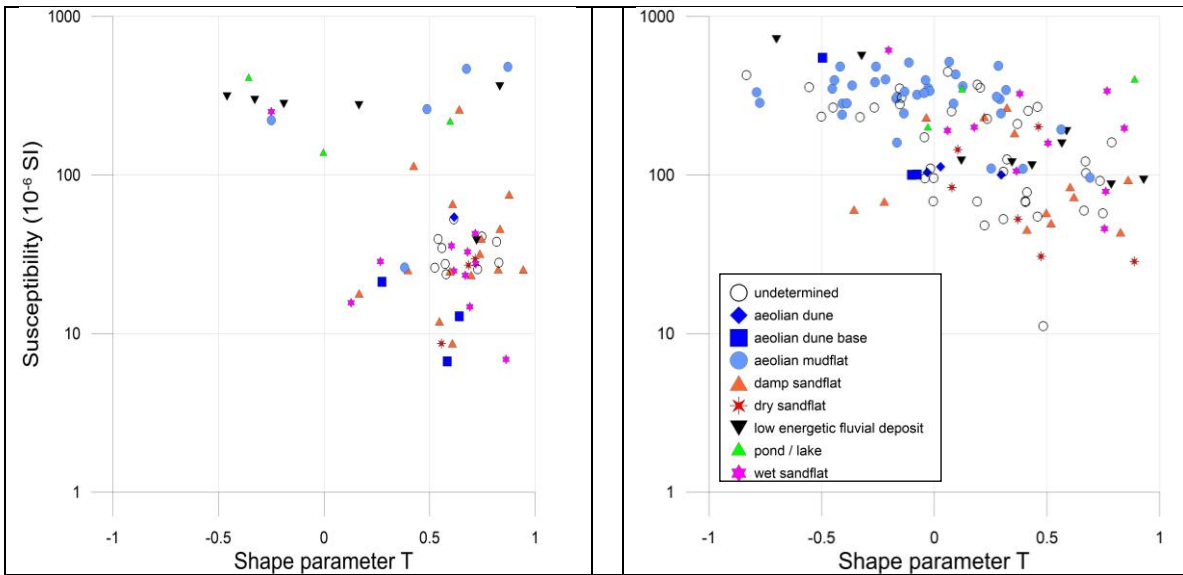 1000
100
10
1
Susceptibility (10⁻⁶ SI)
-1 -0.5 0 0.5 1
Shape parameter T
1000
100
10
1
undetermined
aeolian dune
aeolian dune base
aeolian mudflat
damp sandflat
dry sandflat
low energetic fluvial deposit
pond / lake
wet sandflat
-1 -0.5 0 0.5 1
Shape parameter T